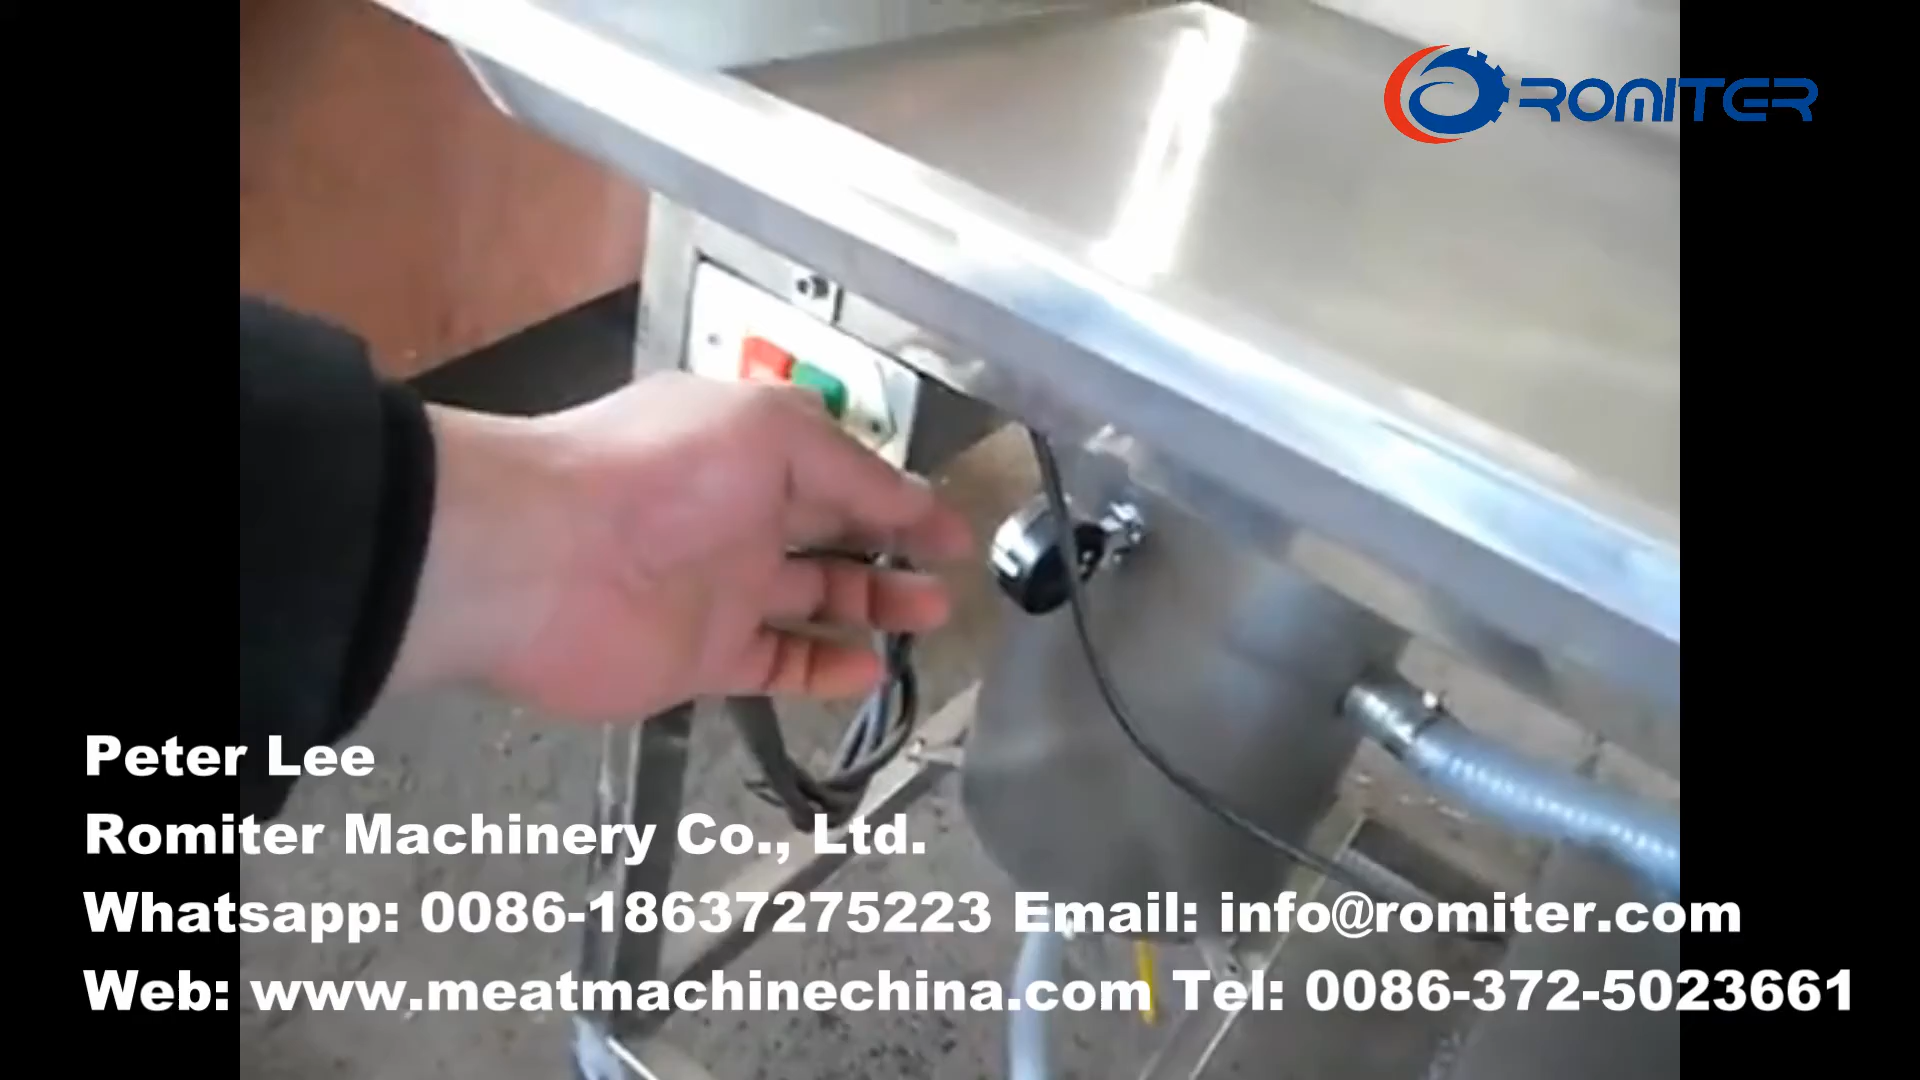 ROMITER
Peter Lee
Romiter Machinery Co., Ltd.
Whatsapp: 0086-18637275223 Email: info@romiter.com
Web: www.meatmachinechina.com Tel: 0086-372-5023661